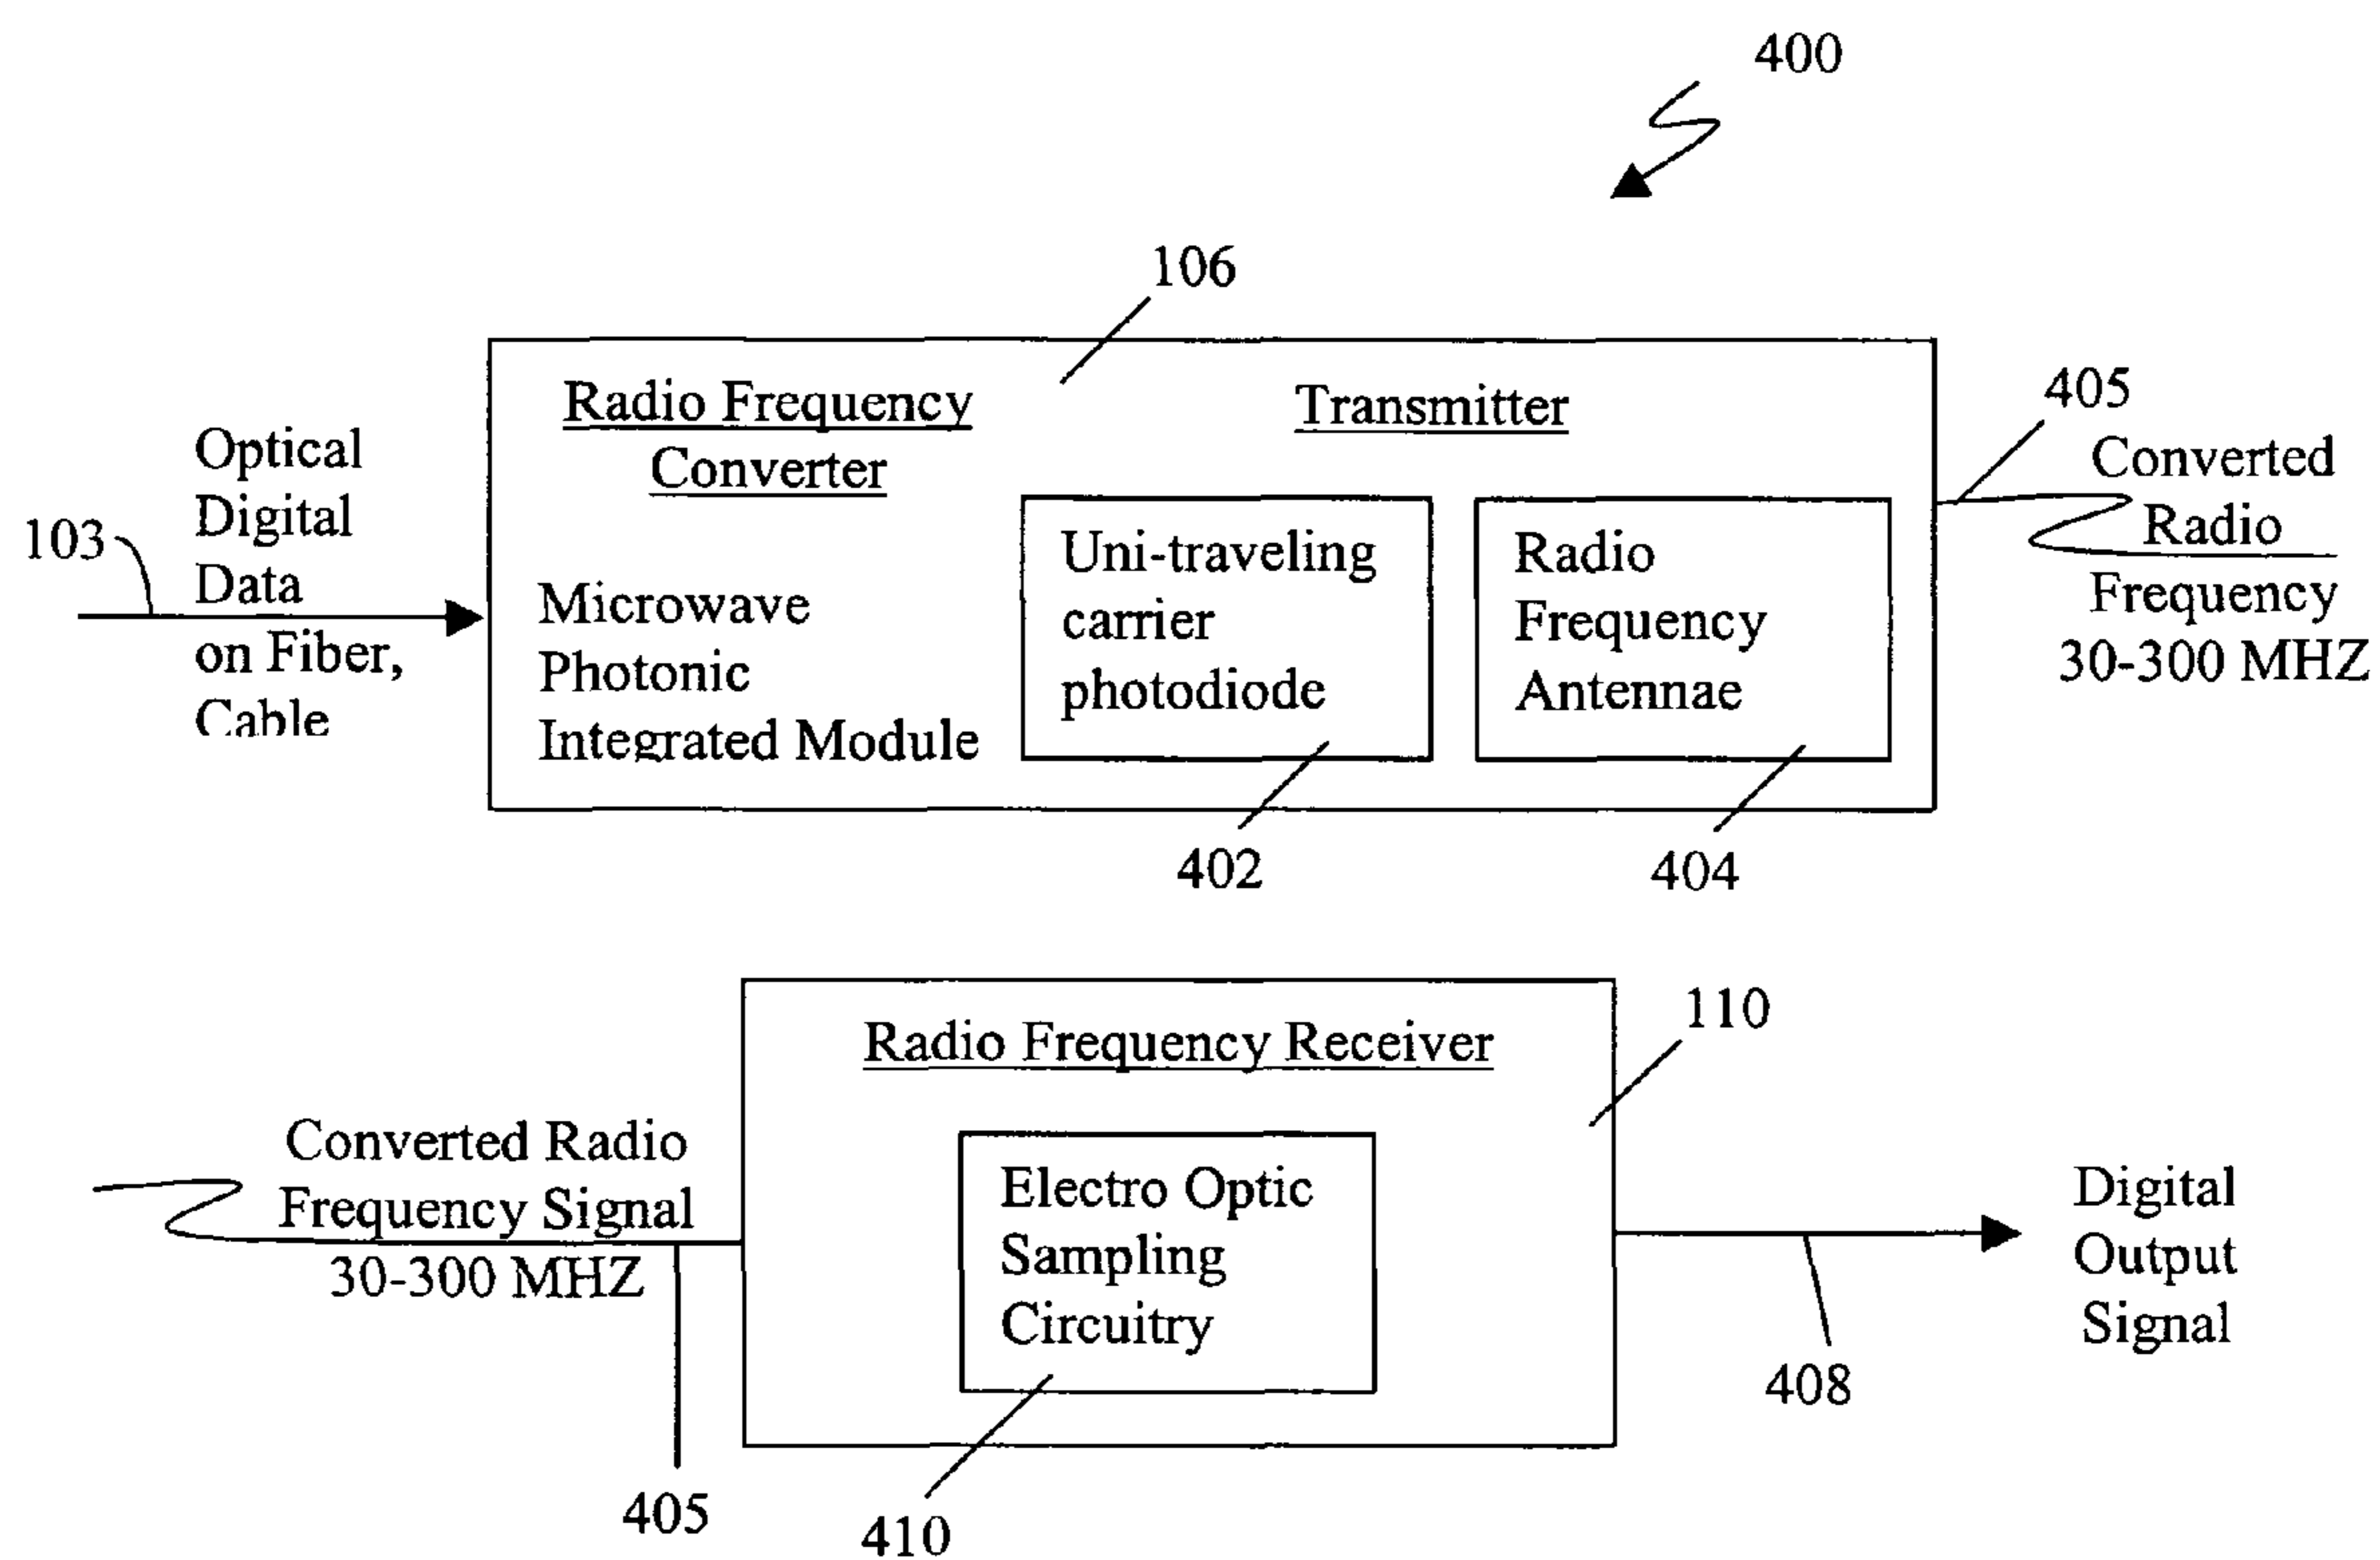 400
106
Radio Frequency
Converter
Transmitter
405
Converted
Radio
Frequency
30-300 MHZ
103
Optical
Digital
Data
on Fiber,
Cable
Microwave
Photonic
Integrated Module
Uni-traveling
carrier
photodiode
Radio
Frequency
Antennae
402
404
110
Radio Frequency Receiver
Converted Radio
Frequency Signal
30-300 MHZ
Electro Optic
Sampling
Circuitry
Digital
Output
Signal
408
405
410